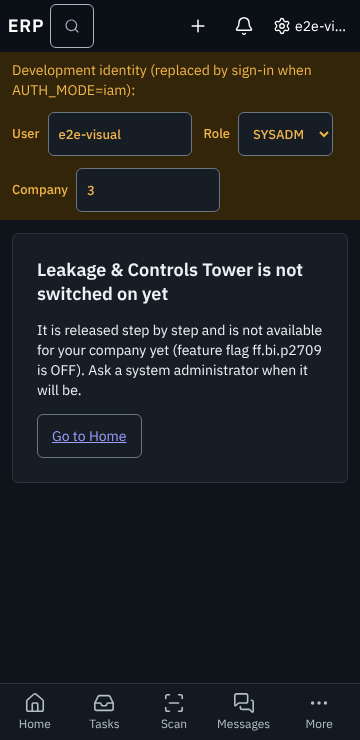 ERP
e2e-vi...
Development identity (replaced by sign-in when
AUTH_MODE=iam):
User e2e-visual Role SYSADM
Company 3
Leakage & Controls Tower is not
switched on yet
It is released step by step and is not available
for your company yet (feature flag ff.bi.p2709
is OFF). Ask a system administrator when it
will be.
Go to Home
Home Tasks Scan Messages More